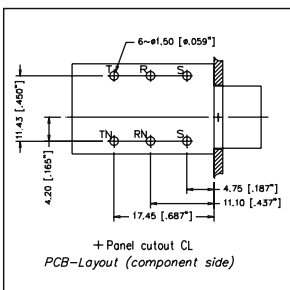 6~ø1.50 [ø.059"]
T R S
11.43 [.450"]
4.20 [.165"]
TN RN S
4.75 [.187"]
11.10 [.437"]
17.45 [.687"]
+ Panel cutout CL
PCB-Layout (component side)